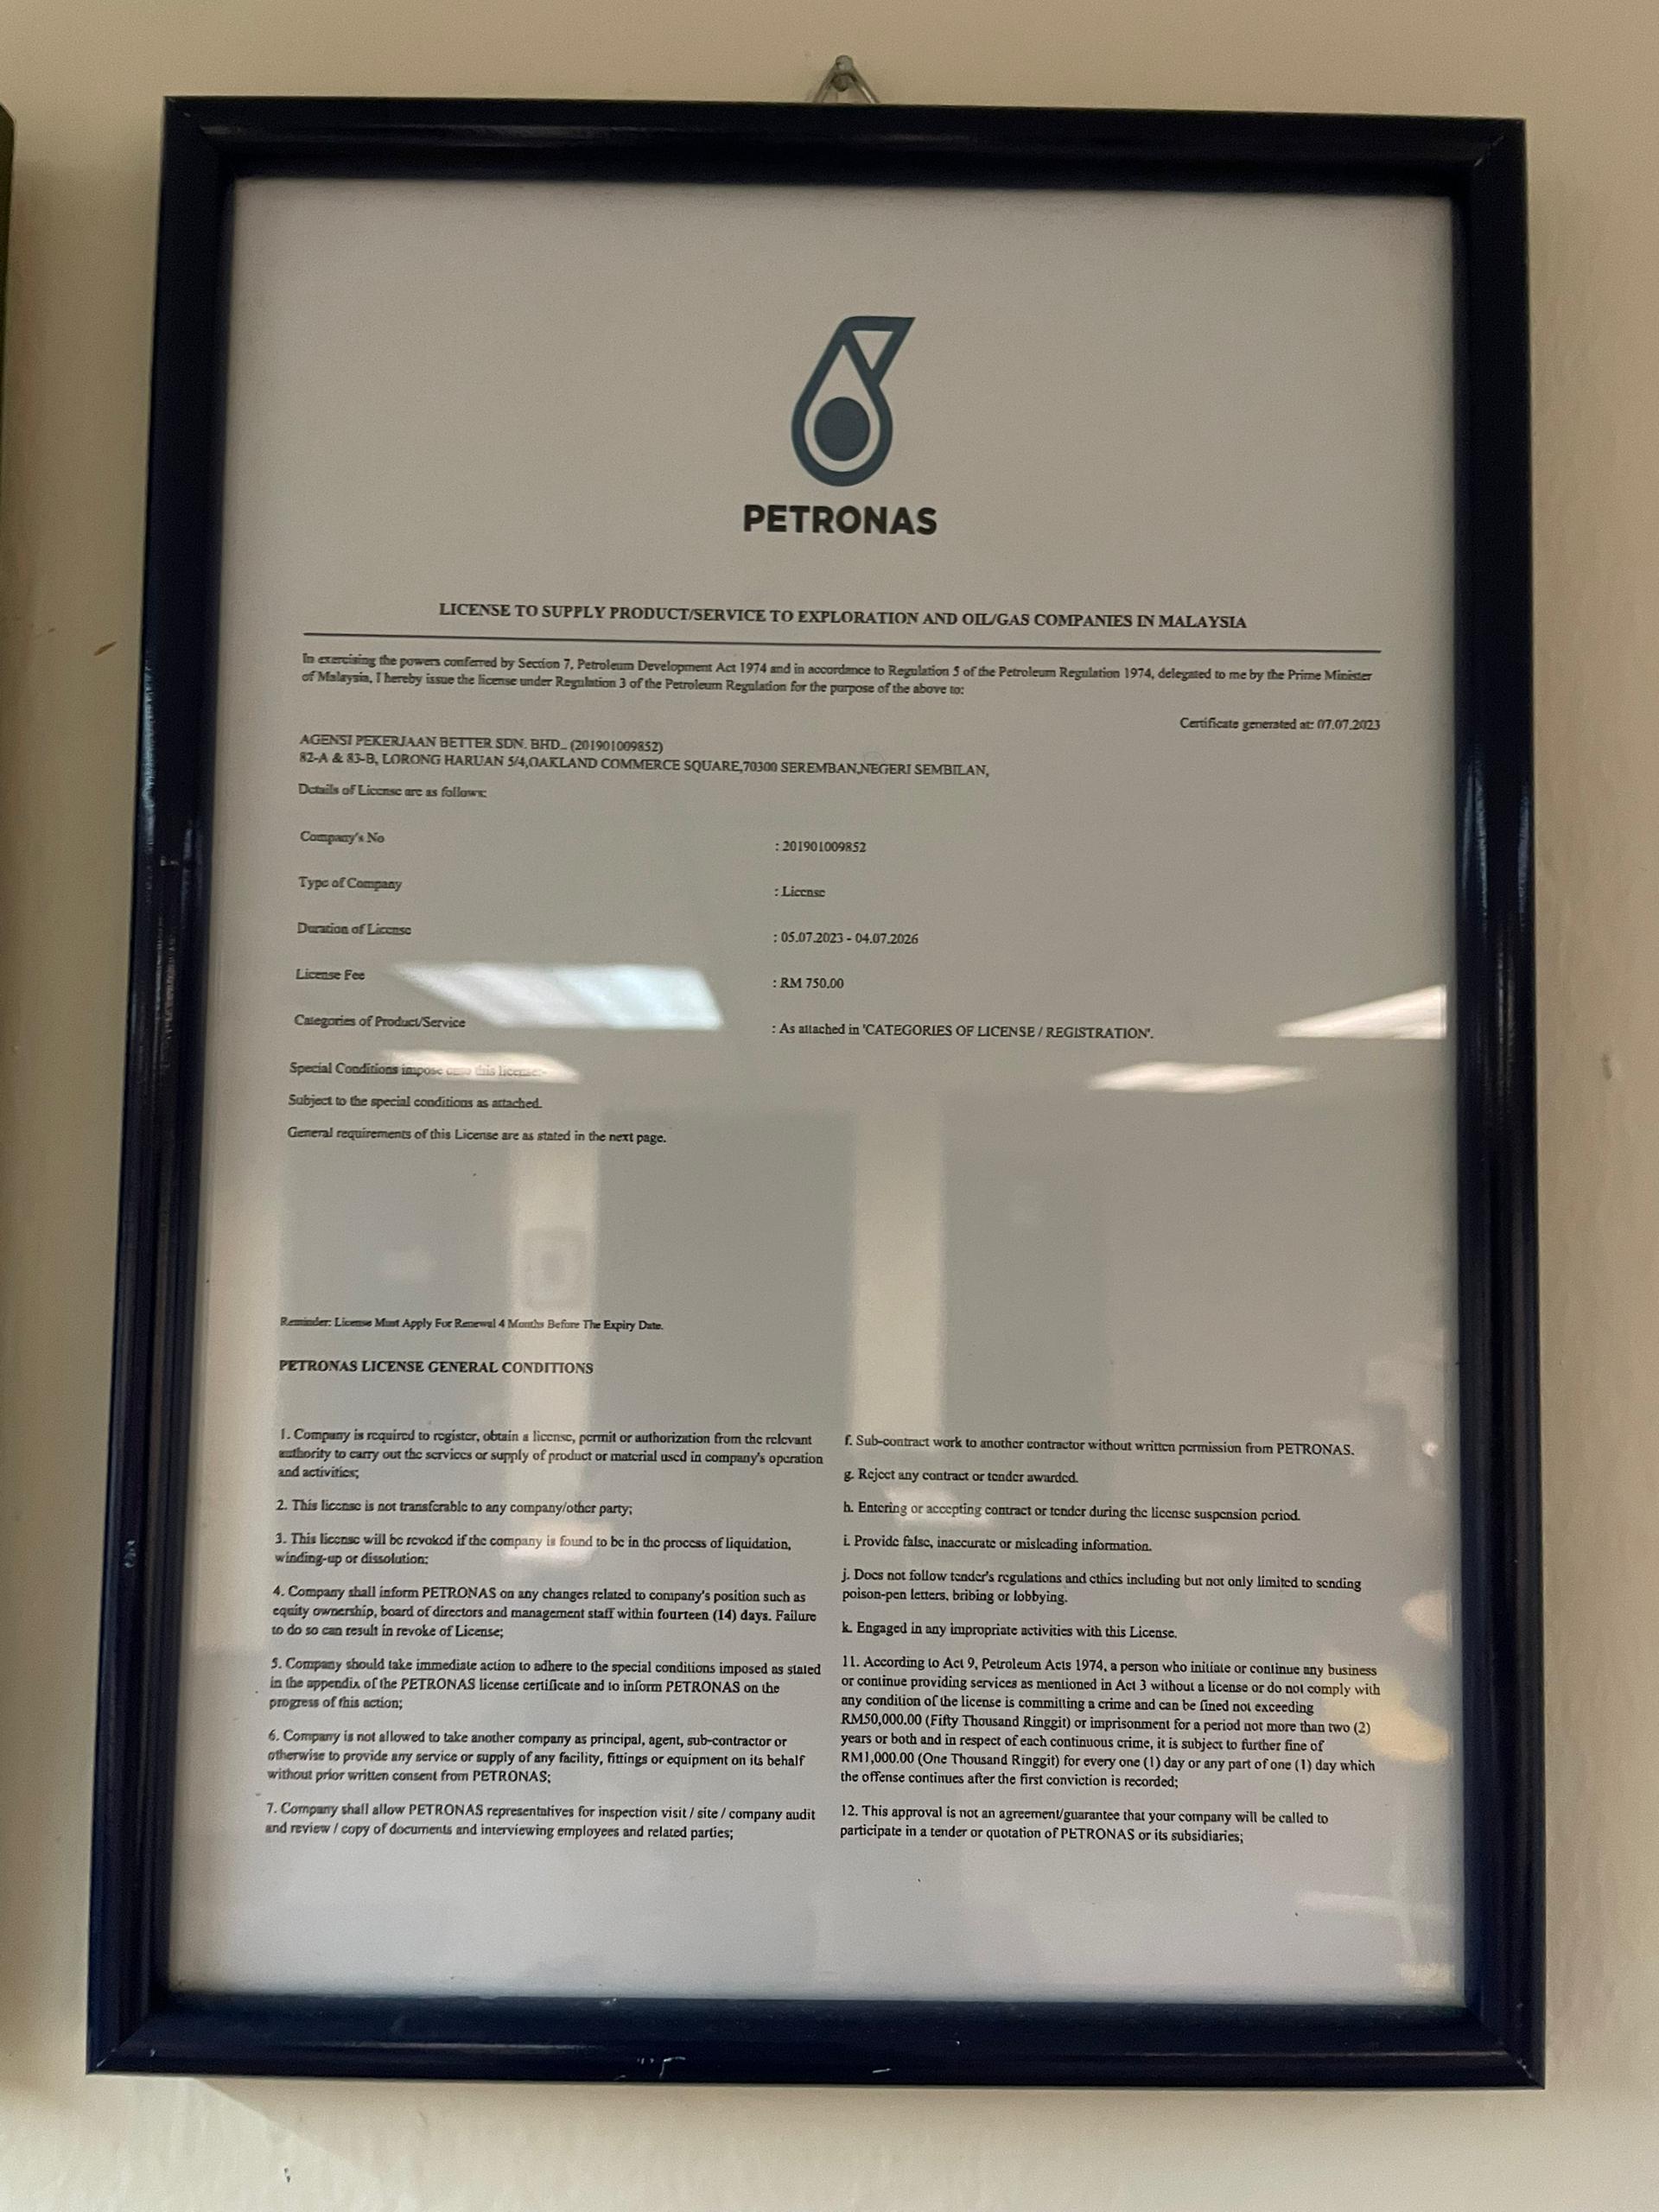 PETRONAS
LICENSE TO SUPPLY PRODUCT/SERVICE TO EXPLORATION AND OIL/GAS COMPANIES IN MALAYSIA
In exercising the powers conferred by Section 7, Petroleum Development Act 1974 and in accordance to Regulation 5 of the Petroleum Regulation 1974, delegated to me by the Prime Minister
of Malaysia, I hereby issue the license under Regulation 3 of the Petroleum Regulation for the purpose of the above to:
Certificate generated at: 07.07.2023
AGENSI PEKERJAAN BETTER SDN. BHD.. (201901009852)
82-A & 83-B, LORONG HARUAN 5/4,OAKLAND COMMERCE SQUARE,70300 SEREMBAN,NEGERI SEMBILAN,
Details of License are as follows:
Company's No : 201901009852
Type of Company : License
Duration of License : 05.07.2023 - 04.07.2026
License Fee : RM 750.00
Categories of Product/Service : As attached in 'CATEGORIES OF LICENSE / REGISTRATION'.
Special Conditions impose onto this license:-
Subject to the special conditions as attached.
General requirements of this License are as stated in the next page.
Reminder: License Must Apply For Renewal 4 Months Before The Expiry Date.
PETRONAS LICENSE GENERAL CONDITIONS
1. Company is required to register, obtain a license, permit or authorization from the relevant
authority to carry out the services or supply of product or material used in company's operation
and activities;
2. This license is not transferable to any company/other party;
3. This license will be revoked if the company is found to be in the process of liquidation,
winding-up or dissolution;
4. Company shall inform PETRONAS on any changes related to company's position such as
equity ownership, board of directors and management staff within fourteen (14) days. Failure
to do so can result in revoke of License;
5. Company should take immediate action to adhere to the special conditions imposed as stated
in the appendix of the PETRONAS license certificate and to inform PETRONAS on the
progress of this action;
6. Company is not allowed to take another company as principal, agent, sub-contractor or
otherwise to provide any service or supply of any facility, fittings or equipment on its behalf
without prior written consent from PETRONAS;
7. Company shall allow PETRONAS representatives for inspection visit / site / company audit
and review / copy of documents and interviewing employees and related parties;
f. Sub-contract work to another contractor without written permission from PETRONAS.
g. Reject any contract or tender awarded.
h. Entering or accepting contract or tender during the license suspension period.
i. Provide false, inaccurate or misleading information.
j. Does not follow tender's regulations and ethics including but not only limited to sending
poison-pen letters, bribing or lobbying.
k. Engaged in any impropriate activities with this License.
11. According to Act 9, Petroleum Acts 1974, a person who initiate or continue any business
or continue providing services as mentioned in Act 3 without a license or do not comply with
any condition of the license is committing a crime and can be fined not exceeding
RM50,000.00 (Fifty Thousand Ringgit) or imprisonment for a period not more than two (2)
years or both and in respect of each continuous crime, it is subject to further fine of
RM1,000.00 (One Thousand Ringgit) for every one (1) day or any part of one (1) day which
the offense continues after the first conviction is recorded;
12. This approval is not an agreement/guarantee that your company will be called to
participate in a tender or quotation of PETRONAS or its subsidiaries;